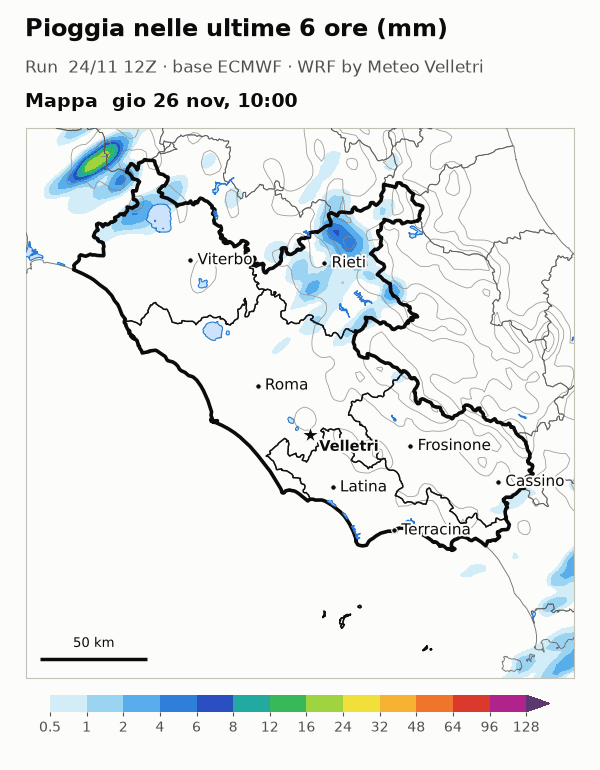 Pioggia nelle ultime 6 ore (mm)
Run 24/11 12Z · base ECMWF · WRF by Meteo Velletri
Mappa gio 26 nov, 10:00
Viterbo
Rieti
Roma
Velletri
Frosinone
Latina
Cassino
Terracina
50 km
0.5 1 2 4 6 8 12 16 24 32 48 64 96 128